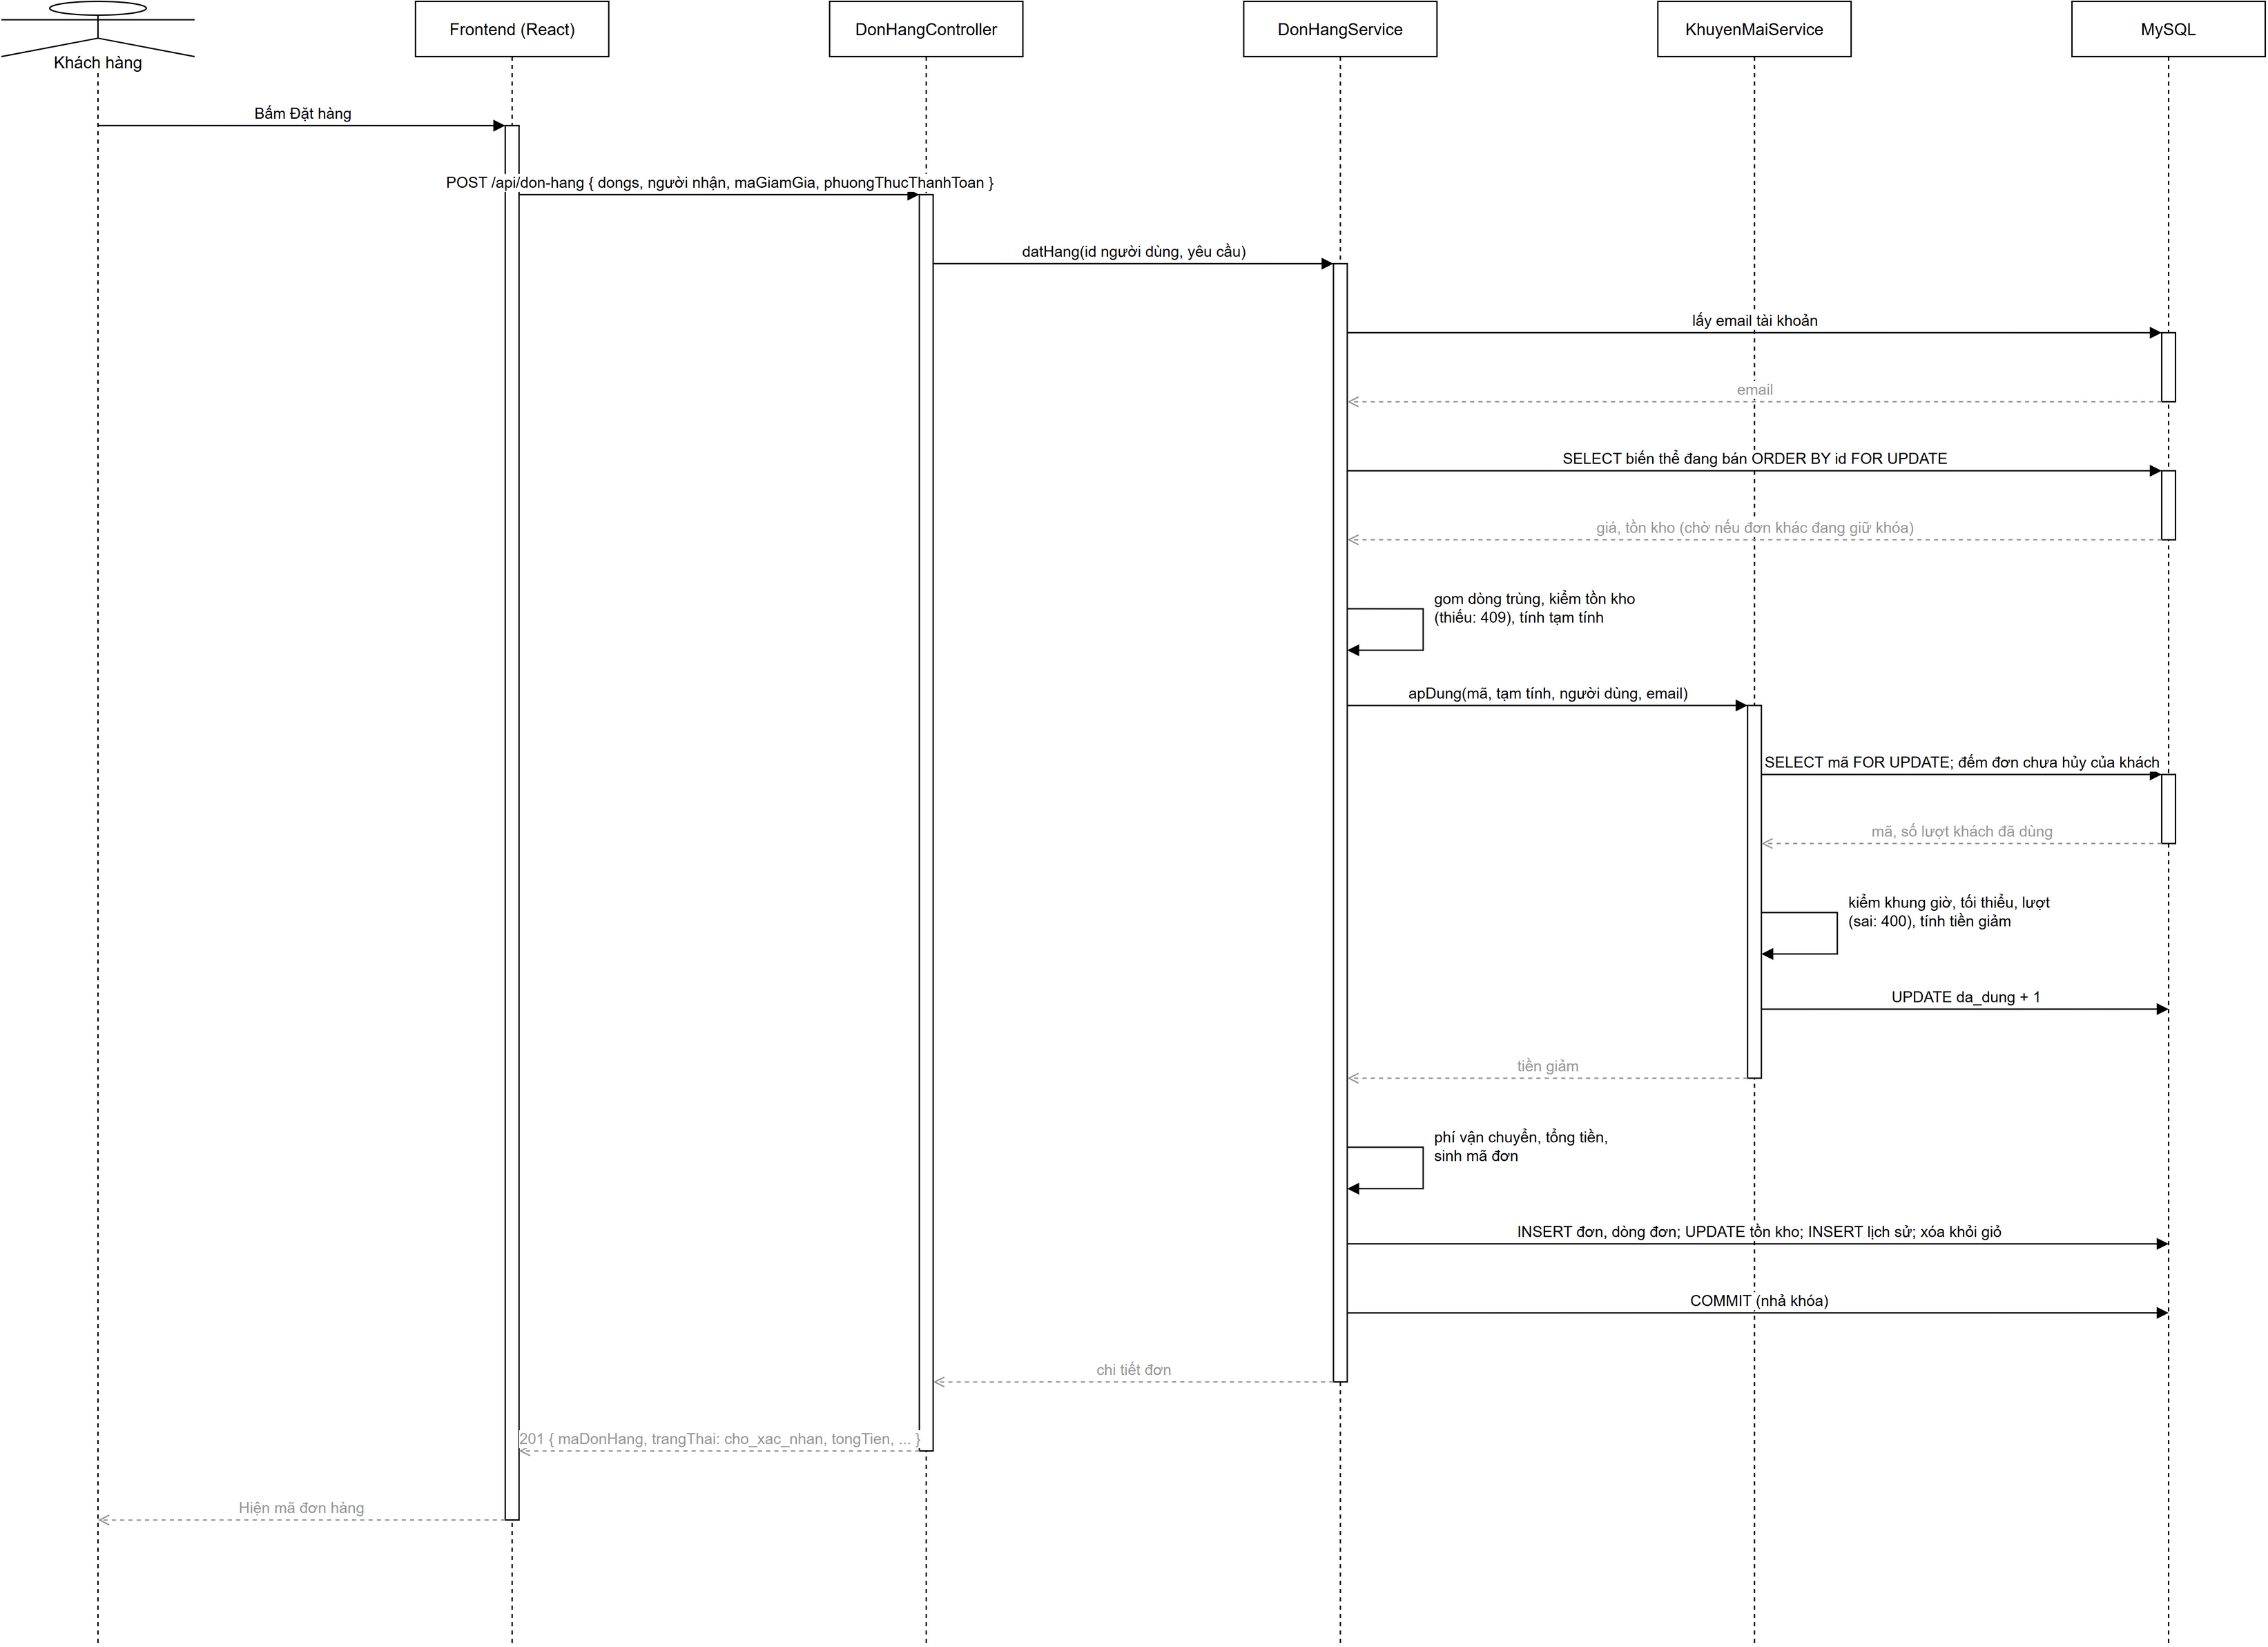 Khách hàng
Frontend (React)
DonHangController
DonHangService
KhuyenMaiService
MySQL
Bấm Đặt hàng
POST /api/don-hang { dongs, người nhận, maGiamGia, phuongThucThanhToan }
datHang(id người dùng, yêu cầu)
lấy email tài khoản
email
SELECT biến thể đang bán ORDER BY id FOR UPDATE
giá, tồn kho (chờ nếu đơn khác đang giữ khóa)
gom dòng trùng, kiểm tồn kho
(thiếu: 409), tính tạm tính
apDung(mã, tạm tính, người dùng, email)
SELECT mã FOR UPDATE; đếm đơn chưa hủy của khách
mã, số lượt khách đã dùng
kiểm khung giờ, tối thiểu, lượt
(sai: 400), tính tiền giảm
UPDATE da_dung + 1
tiền giảm
phí vận chuyển, tổng tiền,
sinh mã đơn
INSERT đơn, dòng đơn; UPDATE tồn kho; INSERT lịch sử; xóa khỏi giỏ
COMMIT (nhả khóa)
chi tiết đơn
201 { maDonHang, trangThai: cho_xac_nhan, tongTien, ... }
Hiện mã đơn hàng